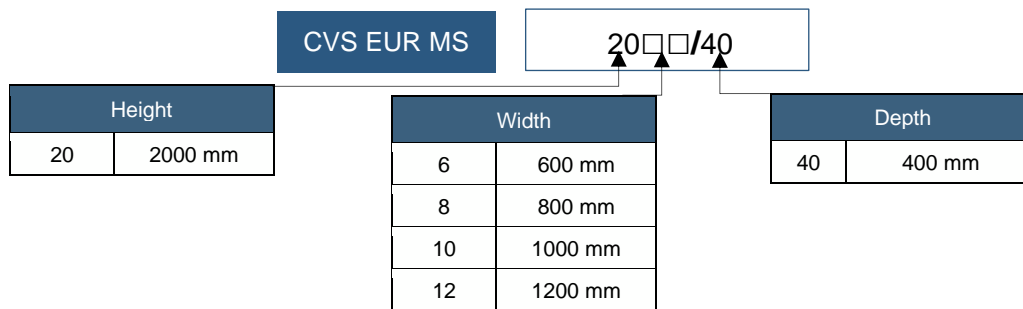 CVS EUR MS 20□□/40
Height
20 2000 mm
Width
6 600 mm
8 800 mm
10 1000 mm
12 1200 mm
Depth
40 400 mm